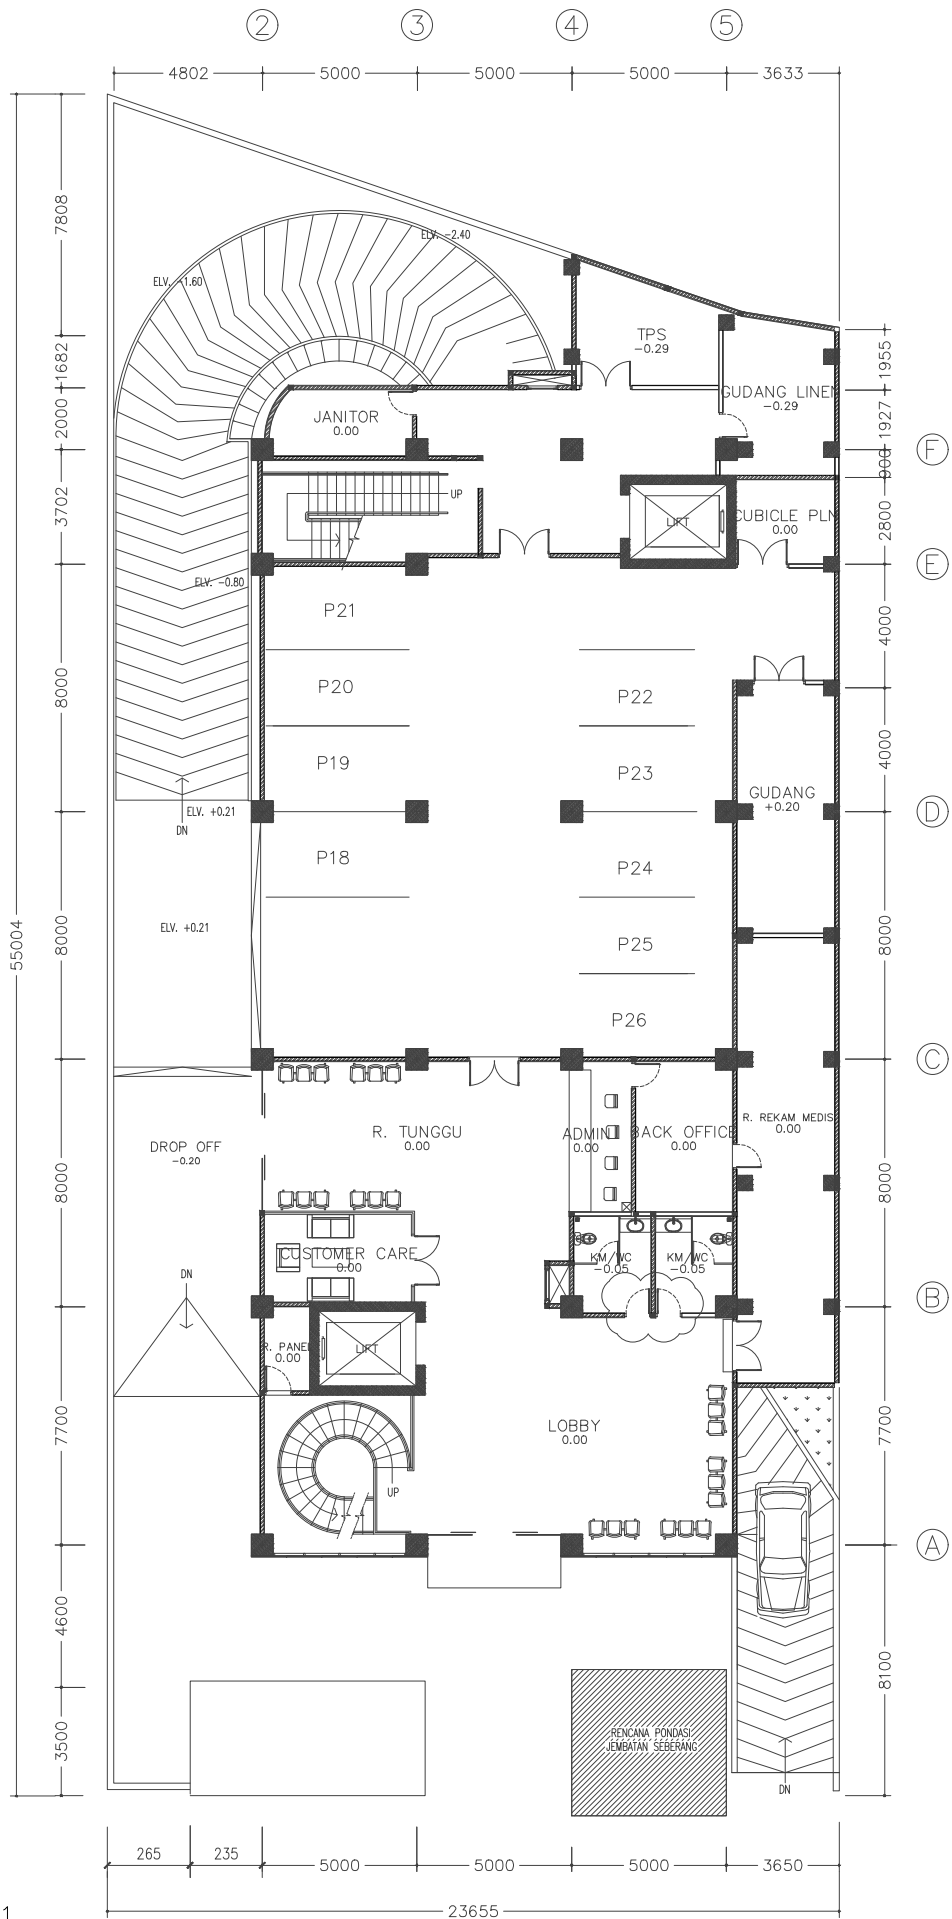 2 3 4 5
4802 5000 5000 5000 3633
7808
ELV. -2.40
ELV. -1.60
TPS
-0.29
1682
1955
GUDANG LINEN
-0.29
2000
JANITOR
0.00
1927
F
900
3702
UP
LIFT
CUBICLE PLN
0.00
2800
E
ELV. -0.80
P21
4000
8000
P20
P22
P19
P23
4000
GUDANG
+0.20
ELV. +0.21
D
DN
P18
P24
ELV. +0.21
8000
P25
8000
55004
P26
C
R. REKAM MEDIS
0.00
DROP OFF
-0.20
R. TUNGGU
0.00
ADMIN
0.00
BACK OFFICE
0.00
8000
8000
CUSTOMER CARE
0.00
KM/WC
-0.05
KM/WC
-0.05
DN
B
R. PANEL
0.00
LIFT
7700
LOBBY
0.00
7700
UP
A
4600
8100
3500
RENCANA PONDASI
JEMBATAN SEBERANG
DN
265 235 5000 5000 5000 3650
23655
1